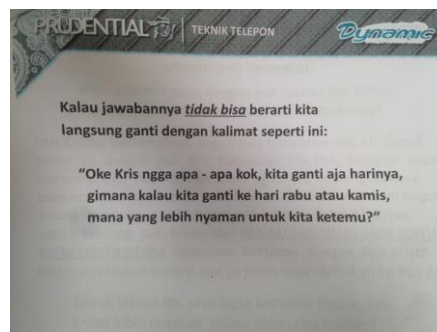 PRUDENTIAL
TEKNIK TELEPON
Dynamic
Kalau jawabannya tidak bisa berarti kita
langsung ganti dengan kalimat seperti ini:
“Oke Kris ngga apa - apa kok, kita ganti aja harinya,
gimana kalau kita ganti ke hari rabu atau kamis,
mana yang lebih nyaman untuk kita ketemu?”